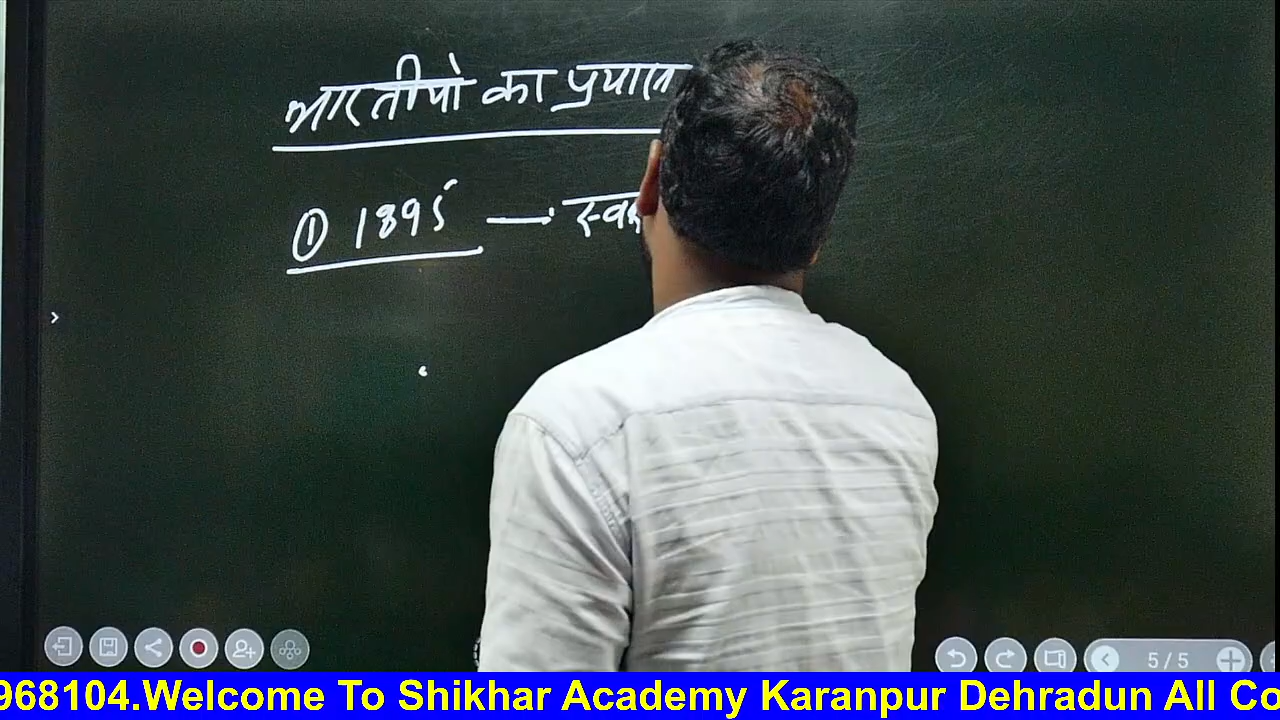 भारतीयो का प्रयास
① 1895 → स्व
5/5
968104.Welcome To Shikhar Academy Karanpur Dehradun All Co